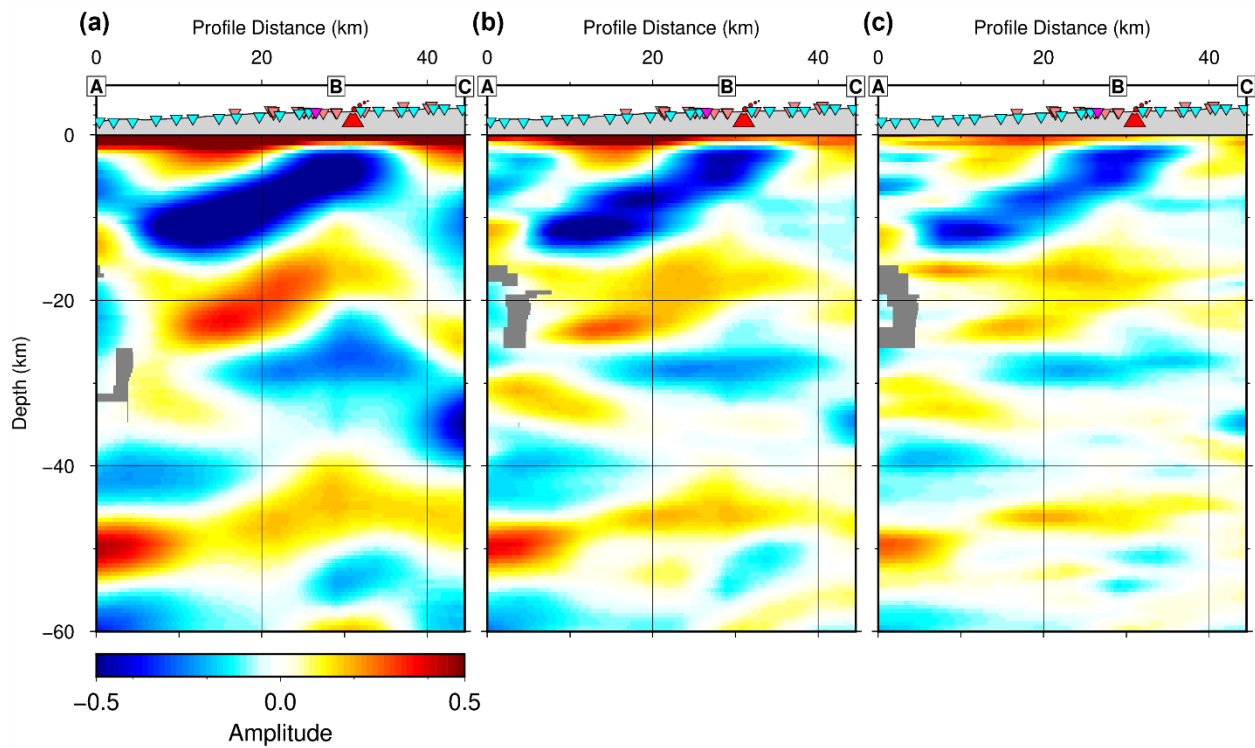 (a) (b) (c)
Profile Distance (km) Profile Distance (km) Profile Distance (km)
0 20 40 0 20 40 0 20 40
A B C A B C A B C
0
−20
Depth (km)
−40
−60
−0.5 0.0 0.5
Amplitude